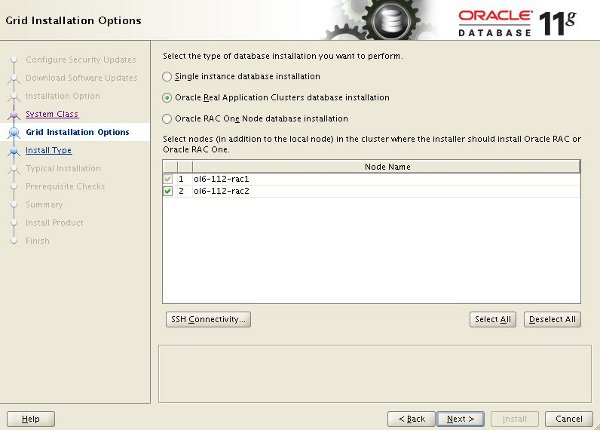 Grid Installation Options
ORACLE
DATABASE 11g
Configure Security Updates
Download Software Updates
Installation Option
System Class
Grid Installation Options
Install Type
Typical Installation
Prerequisite Checks
Summary
Install Product
Finish
Select the type of database installation you want to perform.
Single instance database installation
Oracle Real Application Clusters database installation
Oracle RAC One Node database installation
Select nodes (in addition to the local node) in the cluster where the installer should install Oracle RAC or
Oracle RAC One.
Node Name
1 ol6-112-rac1
2 ol6-112-rac2
SSH Connectivity...
Select All
Deselect All
Help
< Back
Next >
Install
Cancel